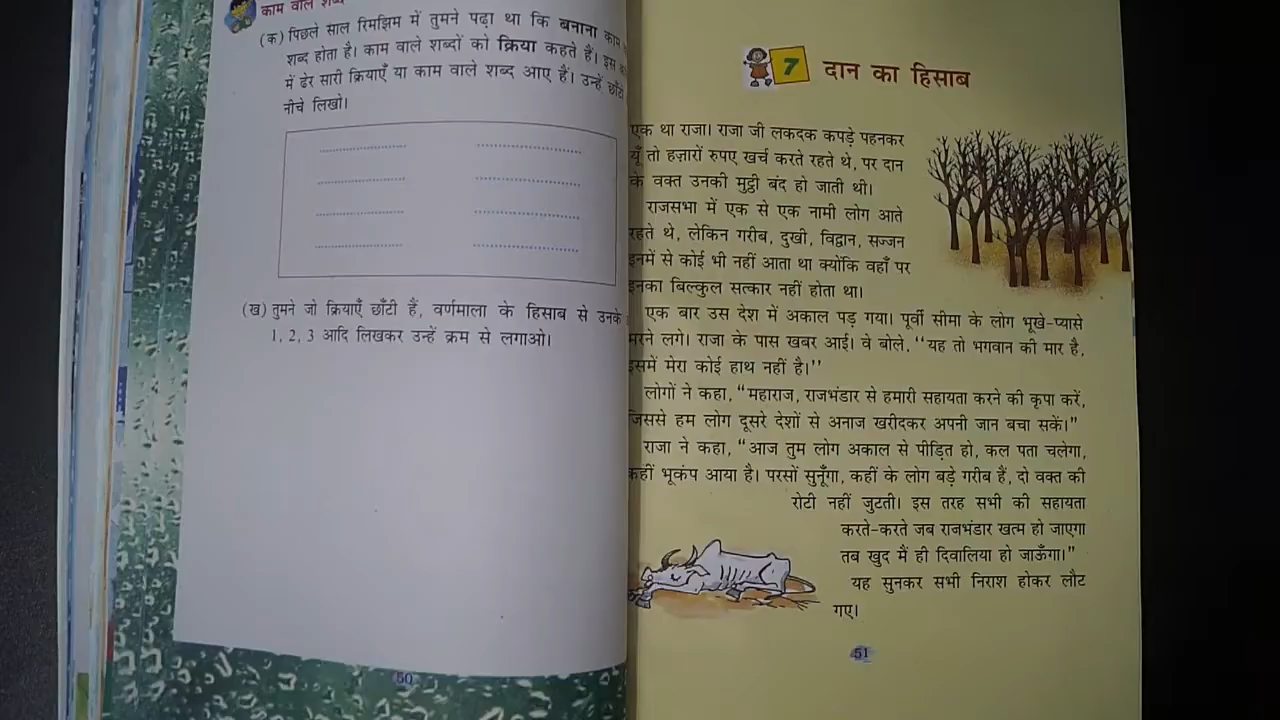 काम वाले शब्द
(क) पिछले साल रिमझिम में तुमने पढ़ा था कि बनाना काम
शब्द होता है। काम वाले शब्दों को क्रिया कहते हैं। इस
में ढेर सारी क्रियाएँ या काम वाले शब्द आए हैं। उन्हें छाँटो
नीचे लिखो।
(ख) तुमने जो क्रियाएँ छाँटी हैं, वर्णमाला के हिसाब से उनके
1, 2, 3 आदि लिखकर उन्हें क्रम से लगाओ।
50
7 दान का हिसाब
एक था राजा। राजा जी लकदक कपड़े पहनकर
यूँ तो हज़ारों रुपए खर्च करते रहते थे, पर दान
के वक्त उनकी मुट्ठी बंद हो जाती थी।
राजसभा में एक से एक नामी लोग आते
रहते थे, लेकिन गरीब, दुखी, विद्वान, सज्जन
इनमें से कोई भी नहीं आता था क्योंकि वहाँ पर
इनका बिल्कुल सत्कार नहीं होता था।
एक बार उस देश में अकाल पड़ गया। पूर्वी सीमा के लोग भूखे-प्यासे
मरने लगे। राजा के पास खबर आई। वे बोले, ‘‘यह तो भगवान की मार है,
इसमें मेरा कोई हाथ नहीं है।’’
लोगों ने कहा, “महाराज, राजभंडार से हमारी सहायता करने की कृपा करें,
जिससे हम लोग दूसरे देशों से अनाज खरीदकर अपनी जान बचा सकें।”
राजा ने कहा, “आज तुम लोग अकाल से पीड़ित हो, कल पता चलेगा,
कहीं भूकंप आया है। परसों सुनूँगा, कहीं के लोग बड़े गरीब हैं, दो वक्त की
रोटी नहीं जुटती। इस तरह सभी की सहायता
करते-करते जब राजभंडार खत्म हो जाएगा
तब खुद मैं ही दिवालिया हो जाऊँगा।”
यह सुनकर सभी निराश होकर लौट
गए।
51